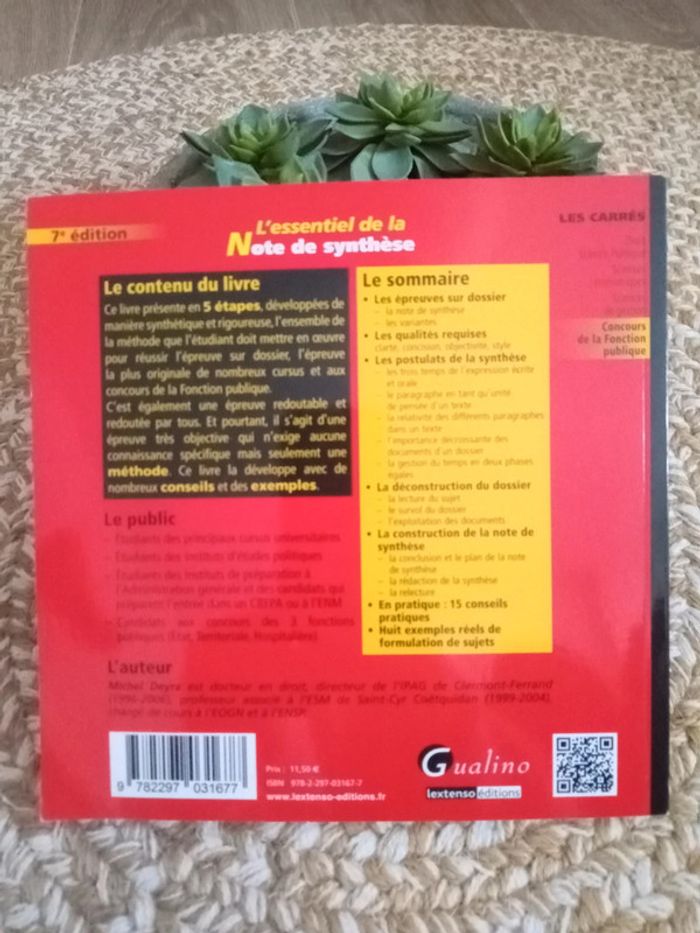 7e édition
L'essentiel de la
Note de synthèse
LES CARRÉS
Droit
Science Politique
Sciences
économiques
Sciences
de gestion
Concours
de la Fonction
publique
Le contenu du livre
Ce livre présente en 5 étapes, développées de
manière synthétique et rigoureuse, l'ensemble de
la méthode que l'étudiant doit mettre en œuvre
pour réussir l'épreuve sur dossier, l'épreuve
la plus originale de nombreux cursus et aux
concours de la Fonction publique.
C'est également une épreuve redoutable et
redoutée par tous. Et pourtant, il s'agit d'une
épreuve très objective qui n'exige aucune
connaissance spécifique mais seulement une
méthode. Ce livre la développe avec de
nombreux conseils et des exemples.
Le public
– Étudiants des principaux cursus universitaires
– Étudiants des instituts d'études politiques
– Étudiants des Instituts de préparation à
l'Administration générale et des candidats qui
préparent l'entrée dans un CRFPA ou à l'ENM
– Candidats aux concours des 3 fonctions
publiques (État, Territoriale, Hospitalière)
Le sommaire
• Les épreuves sur dossier
– la note de synthèse
– les variantes
• Les qualités requises
clarté, concision, objectivité, style
• Les postulats de la synthèse
– les trois temps de l'expression écrite
et orale
– le paragraphe en tant qu'unité
de pensée d'un texte
– la relativité des différents paragraphes
dans un texte
– l'importance décroissante des
documents d'un dossier
– la gestion du temps en deux phases
égales
• La déconstruction du dossier
– la lecture du sujet
– le survol du dossier
– l'exploitation des documents
• La construction de la note de
synthèse
– la conclusion et le plan de la note
de synthèse
– la rédaction de la synthèse
– la relecture
• En pratique : 15 conseils
pratiques
• Huit exemples réels de
formulation de sujets
L'auteur
Michel Deyra est docteur en droit, directeur de l'IPAG de Clermont-Ferrand
(1996-2006), professeur associé à l'ESM de Saint-Cyr Coëtquidan (1999-2004),
chargé de cours à l'EOGN et à l'ENSP.
9 782297 031677
Prix : 11,50 €
ISBN 978-2-297-03167-7
www.lextenso-editions.fr
Gualino
lextenso éditions